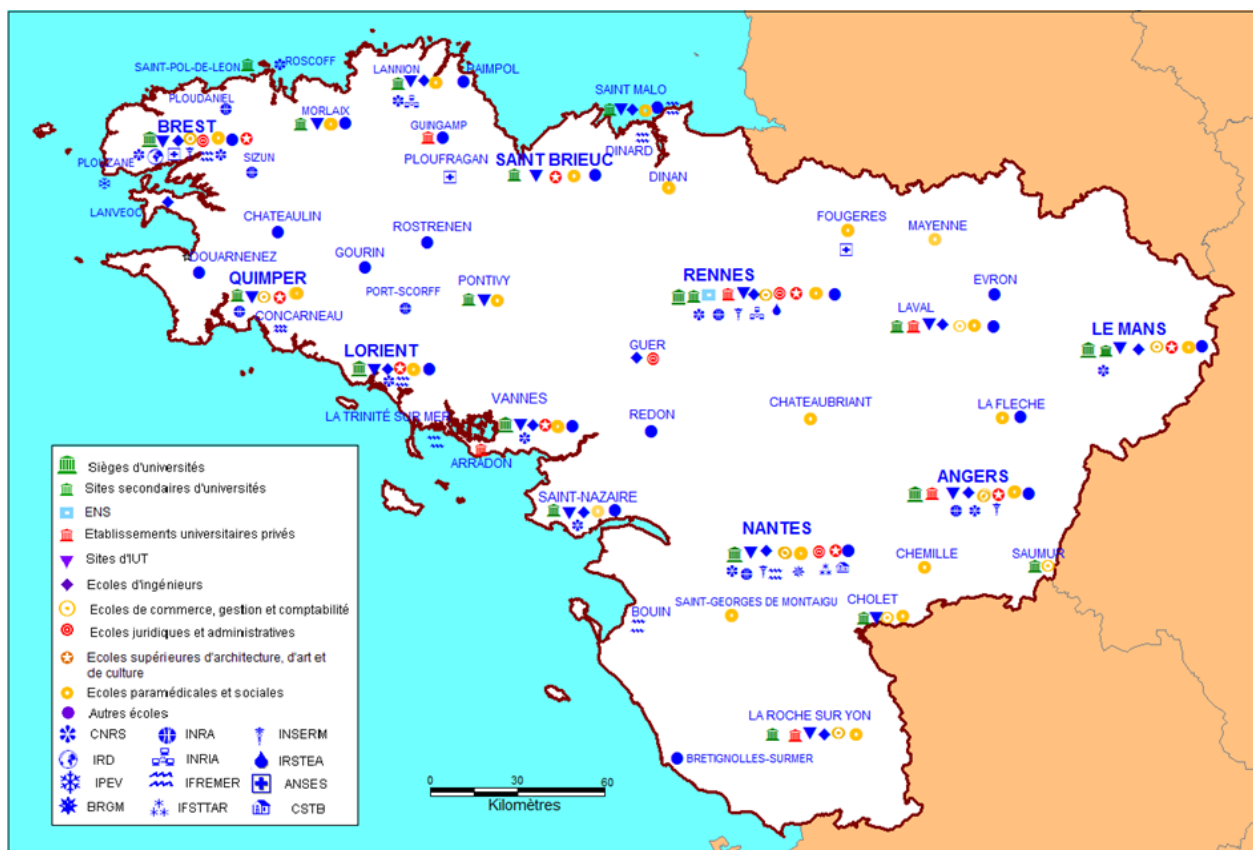 SAINT-POL-DE-LEON
ROSCOFF
LANNION
PAIMPOL
SAINT MALO
PLOUDANIEL
MORLAIX
GUINGAMP
BREST
DINARD
SIZUN
PLOUFRAGAN
SAINT BRIEUC
PLOUZANE
DINAN
LANVEOC
CHATEAULIN
ROSTRENEN
FOUGERES
MAYENNE
DOUARNENEZ
GOURIN
QUIMPER
PONTIVY
RENNES
EVRON
PORT-SCORFF
CONCARNEAU
LAVAL
LE MANS
LORIENT
GUER
VANNES
CHATEAUBRIANT
LA FLECHE
LA TRINITÉ SUR MER
REDON
ARRADON
ANGERS
SAINT-NAZAIRE
NANTES
CHEMILLE
SAUMUR
BOUIN
SAINT-GEORGES DE MONTAIGU
CHOLET
LA ROCHE SUR YON
BRETIGNOLLES-SURMER
Sièges d'universités
Sites secondaires d'universités
ENS
Etablissements universitaires privés
Sites d'IUT
Ecoles d'ingénieurs
Ecoles de commerce, gestion et comptabilité
Ecoles juridiques et administratives
Ecoles supérieures d'architecture, d'art et
de culture
Ecoles paramédicales et sociales
Autres écoles
CNRS INRA INSERM
IRD INRIA IRSTEA
IPEV IFREMER ANSES
BRGM IFSTTAR CSTB
0 30 60
Kilomètres